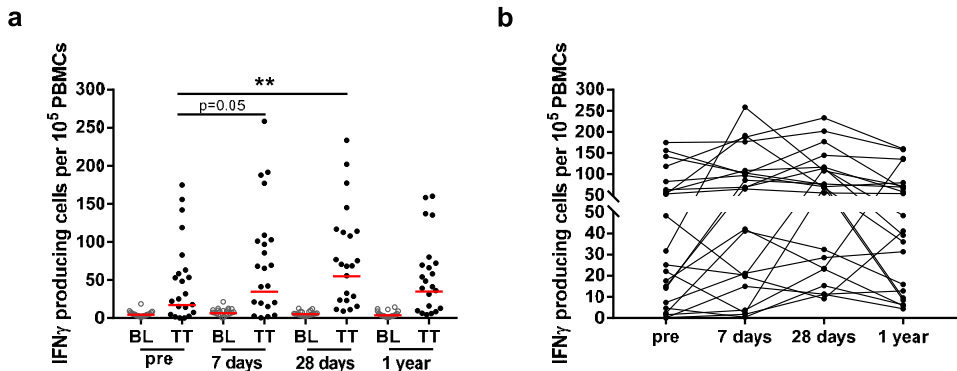 a
b
IFNγ producing cells per 10⁵ PBMCs
300
250
200
150
100
50
0
**
p=0.05
BL TT BL TT BL TT BL TT
pre 7 days 28 days 1 year
IFNγ producing cells per 10⁵ PBMCs
300
250
200
150
100
50
50
40
30
20
10
0
pre 7 days 28 days 1 year